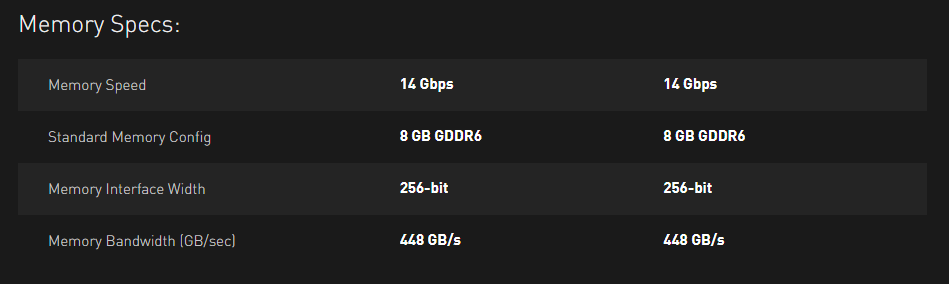 Memory Specs:
Memory Speed 14 Gbps 14 Gbps
Standard Memory Config 8 GB GDDR6 8 GB GDDR6
Memory Interface Width 256-bit 256-bit
Memory Bandwidth (GB/sec) 448 GB/s 448 GB/s